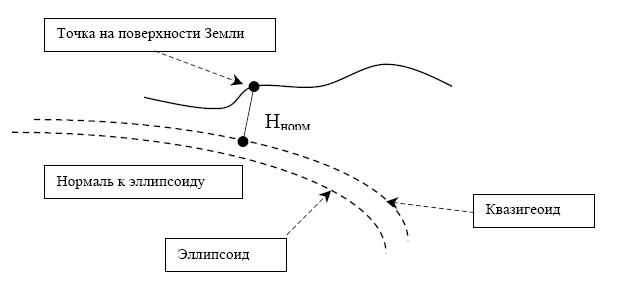 Точка на поверхности Земли
Hнорм
Нормаль к эллипсоиду
Квазигеоид
Эллипсоид